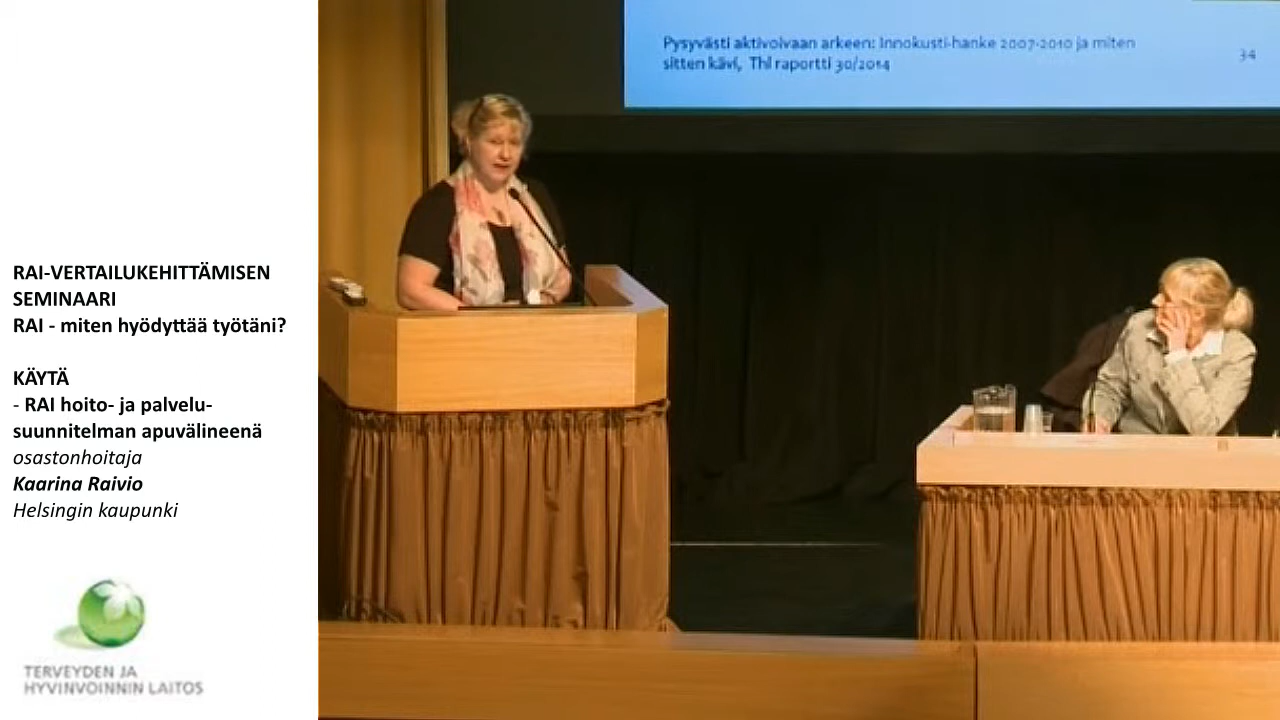 RAI-VERTAILUKEHITTÄMISEN
SEMINAARI
RAI - miten hyödyttää työtäni?
KÄYTÄ
- RAI hoito- ja palvelu-
suunnitelman apuvälineenä
osastonhoitaja
Kaarina Raivio
Helsingin kaupunki
TERVEYDEN JA
HYVINVOINNIN LAITOS
Pysyvästi aktivoivaan arkeen: Innokusti-hanke 2007-2010 ja miten
sitten kävi, Thl raportti 30/2014
34